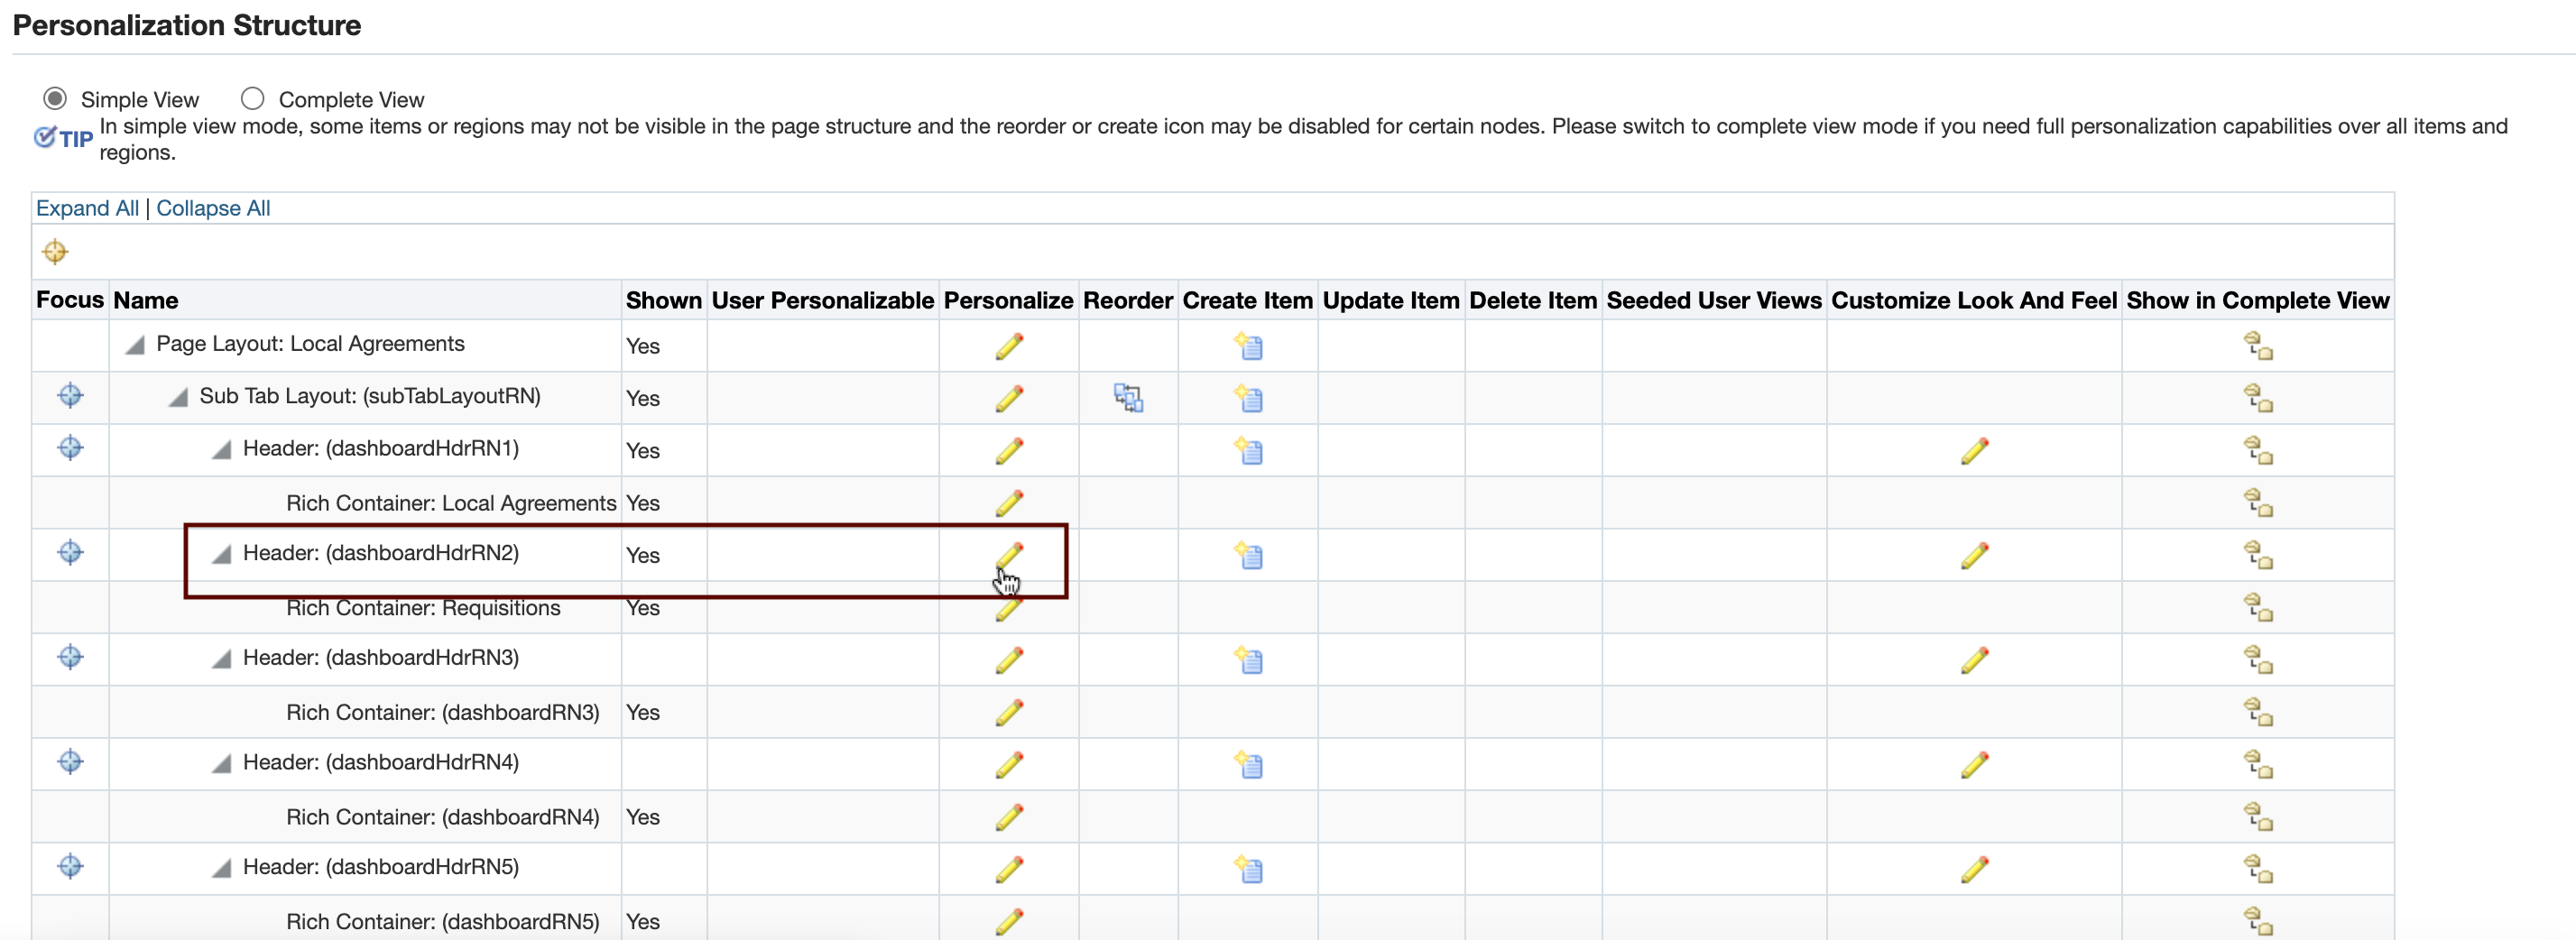 Personalization Structure
Simple View Complete View
TIP In simple view mode, some items or regions may not be visible in the page structure and the reorder or create icon may be disabled for certain nodes. Please switch to complete view mode if you need full personalization capabilities over all items and
regions.
Expand All | Collapse All
Focus Name Shown User Personalizable Personalize Reorder Create Item Update Item Delete Item Seeded User Views Customize Look And Feel Show in Complete View
Page Layout: Local Agreements Yes
Sub Tab Layout: (subTabLayoutRN) Yes
Header: (dashboardHdrRN1) Yes
Rich Container: Local Agreements Yes
Header: (dashboardHdrRN2) Yes
Rich Container: Requisitions Yes
Header: (dashboardHdrRN3)
Rich Container: (dashboardRN3) Yes
Header: (dashboardHdrRN4)
Rich Container: (dashboardRN4) Yes
Header: (dashboardHdrRN5)
Rich Container: (dashboardRN5) Yes